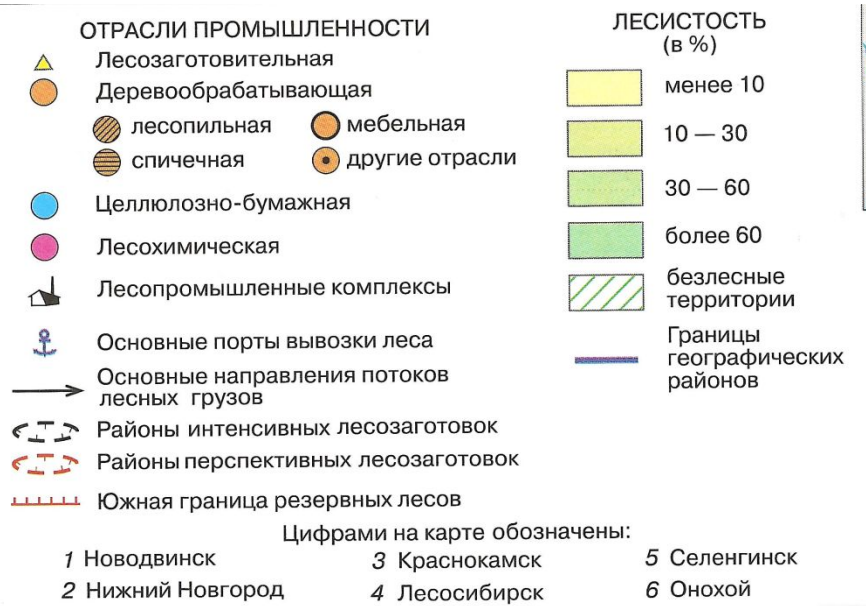 ОТРАСЛИ ПРОМЫШЛЕННОСТИ
Лесозаготовительная
Деревообрабатывающая
лесопильная
мебельная
спичечная
другие отрасли
Целлюлозно-бумажная
Лесохимическая
Лесопромышленные комплексы
Основные порты вывозки леса
Основные направления потоков
лесных грузов
Районы интенсивных лесозаготовок
Районы перспективных лесозаготовок
Южная граница резервных лесов
ЛЕСИСТОСТЬ
(в %)
менее 10
10 — 30
30 — 60
более 60
безлесные
территории
Границы
географических
районов
Цифрами на карте обозначены:
1 Новодвинск
2 Нижний Новгород
3 Краснокамск
4 Лесосибирск
5 Селенгинск
6 Онохой